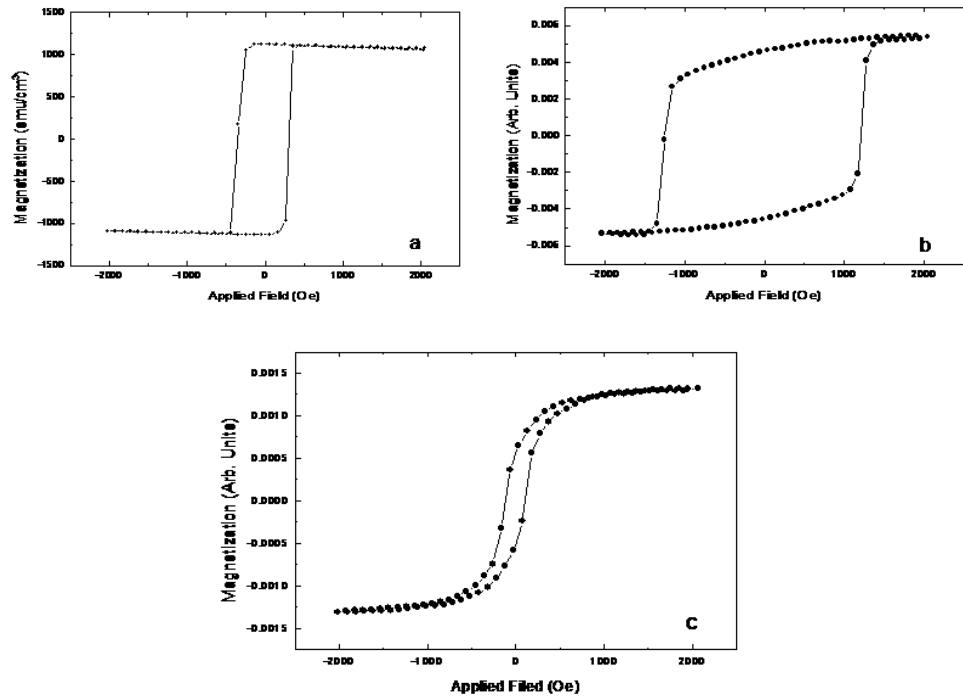 Magnetization (emu/cm³)
1500
1000
500
0
-500
-1000
-1500
-2000 -1000 0 1000 2000
Applied Field (Oe)
a
Magnetization (Arb. Units)
0.006
0.004
0.002
0.000
-0.002
-0.004
-0.006
-2000 -1000 0 1000 2000
Applied Field (Oe)
b
Magnetization (Arb. Units)
0.0015
0.0010
0.0005
0.0000
-0.0005
-0.0010
-0.0015
-2000 -1000 0 1000 2000
Applied Filed (Oe)
c